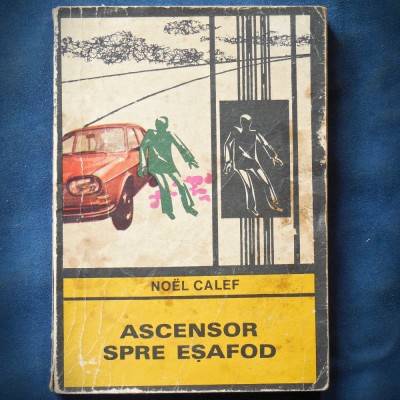 NOËL CALEF
ASCENSOR
SPRE EȘAFOD